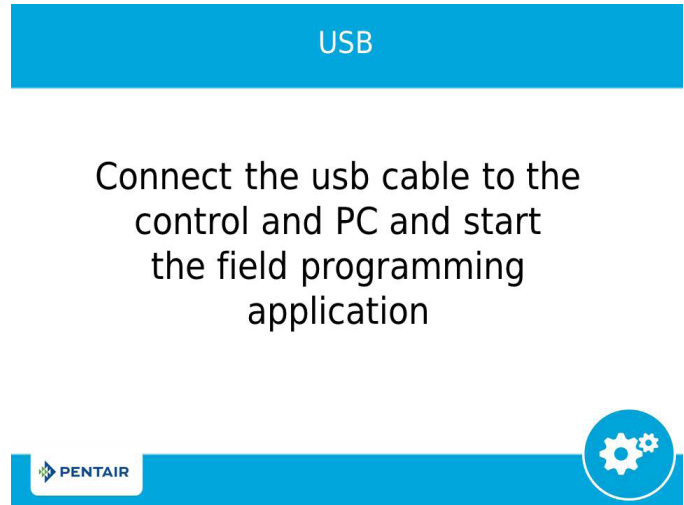 USB
Connect the usb cable to the
control and PC and start
the field programming
application
PENTAIR